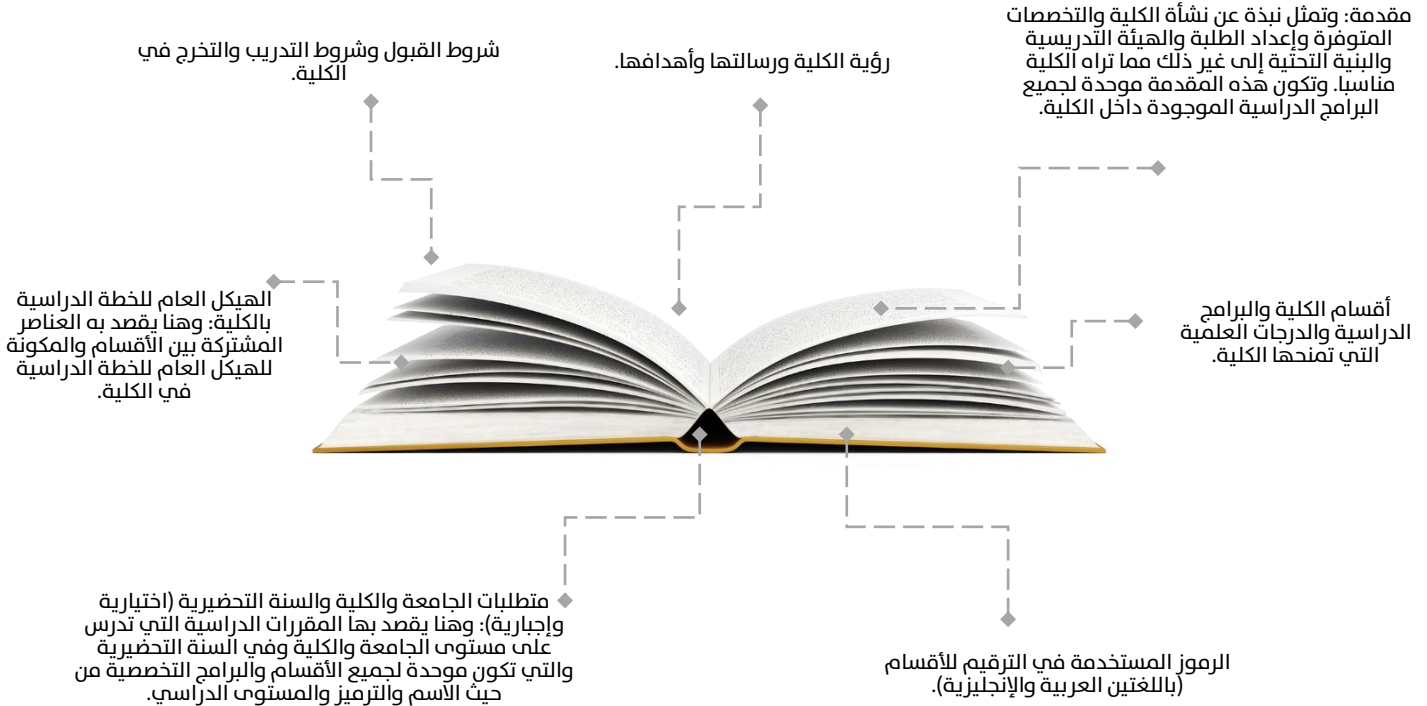 مقدمة: وتمثل نبذة عن نشأة الكلية والتخصصات
المتوفرة وإعداد الطلبة والهيئة التدريسية
والبنية التحتية إلى غير ذلك مما تراه الكلية
مناسبا. وتكون هذه المقدمة موحدة لجميع
البرامج الدراسية الموجودة داخل الكلية.
رؤية الكلية ورسالتها وأهدافها.
شروط القبول وشروط التدريب والتخرج في
الكلية.
أقسام الكلية والبرامج
الدراسية والدرجات العلمية
التي تمنحها الكلية.
الهيكل العام للخطة الدراسية
بالكلية: وهنا يقصد به العناصر
المشتركة بين الأقسام والمكونة
للهيكل العام للخطة الدراسية
في الكلية.
الرموز المستخدمة في الترقيم للأقسام
(باللغتين العربية والإنجليزية).
متطلبات الجامعة والكلية والسنة التحضيرية (اختيارية
وإجبارية): وهنا يقصد بها المقررات الدراسية التي تدرس
على مستوى الجامعة والكلية وفي السنة التحضيرية
والتي تكون موحدة لجميع الأقسام والبرامج التخصصية من
حيث الاسم والترميز والمستوى الدراسي.